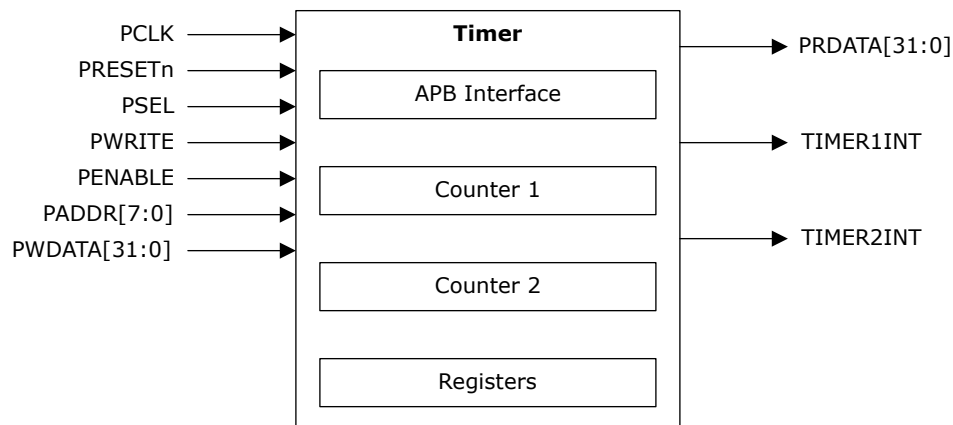 PCLK
PRESETn
PSEL
PWRITE
PENABLE
PADDR[7:0]
PWDATA[31:0]
Timer
APB Interface
Counter 1
Counter 2
Registers
PRDATA[31:0]
TIMER1INT
TIMER2INT